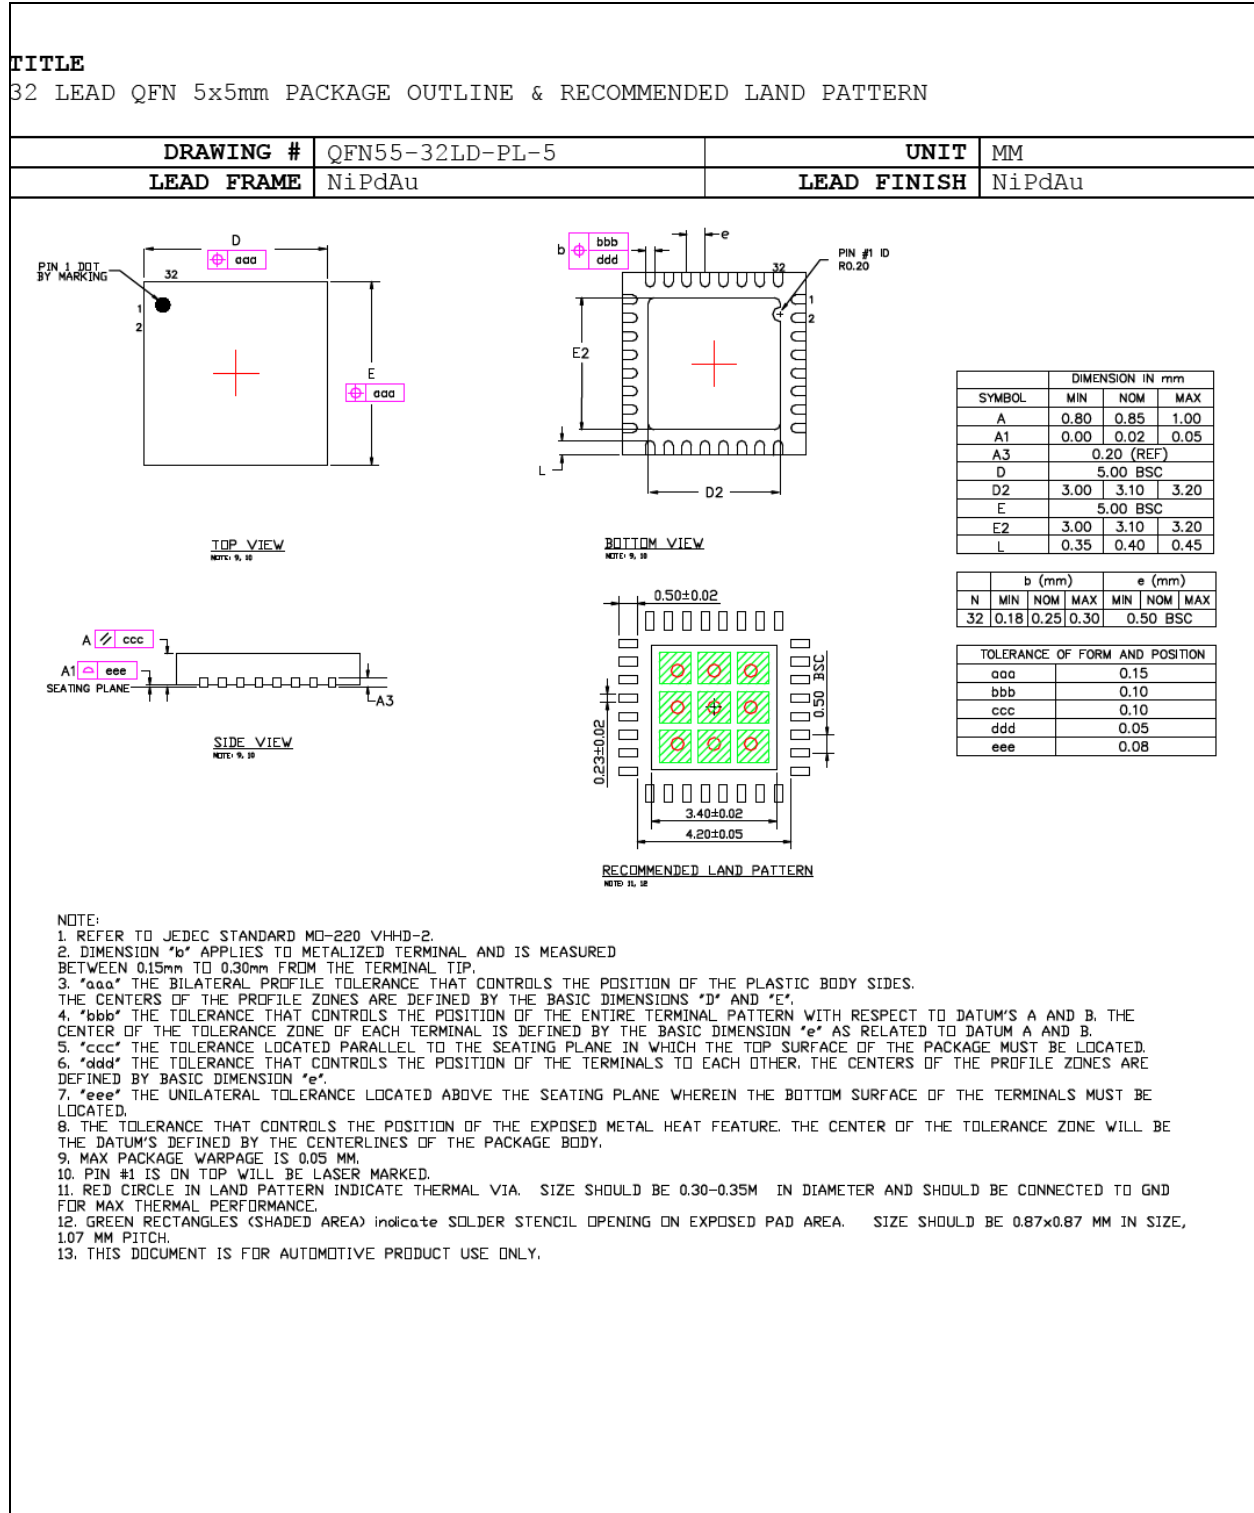 TITLE
32 LEAD QFN 5x5mm PACKAGE OUTLINE & RECOMMENDED LAND PATTERN
DRAWING # QFN55-32LD-PL-5 UNIT MM
LEAD FRAME NiPdAu LEAD FINISH NiPdAu
D
aaa
PIN 1 DOT
BY MARKING
32
1
2
E
aaa
TOP VIEW
NOTE: 9, 10
b bbb
ddd
e
PIN #1 ID
R0.20
32
1
2
E2
L
D2
BOTTOM VIEW
NOTE: 9, 10
DIMENSION IN mm
SYMBOL MIN NOM MAX
A 0.80 0.85 1.00
A1 0.00 0.02 0.05
A3 0.20 (REF)
D 5.00 BSC
D2 3.00 3.10 3.20
E 5.00 BSC
E2 3.00 3.10 3.20
L 0.35 0.40 0.45
b (mm) e (mm)
N MIN NOM MAX MIN NOM MAX
32 0.18 0.25 0.30 0.50 BSC
TOLERANCE OF FORM AND POSITION
aaa 0.15
bbb 0.10
ccc 0.10
ddd 0.05
eee 0.08
A ccc
A1 eee
SEATING PLANE
A3
SIDE VIEW
NOTE: 9, 10
0.50±0.02
0.50 BSC
0.23±0.02
3.40±0.02
4.20±0.05
RECOMMENDED LAND PATTERN
NOTE: 11, 12
NOTE:
1. REFER TO JEDEC STANDARD MO-220 VHHD-2.
2. DIMENSION "b" APPLIES TO METALIZED TERMINAL AND IS MEASURED
BETWEEN 0.15mm TO 0.30mm FROM THE TERMINAL TIP.
3. "aaa" THE BILATERAL PROFILE TOLERANCE THAT CONTROLS THE POSITION OF THE PLASTIC BODY SIDES.
THE CENTERS OF THE PROFILE ZONES ARE DEFINED BY THE BASIC DIMENSIONS "D" AND "E".
4. "bbb" THE TOLERANCE THAT CONTROLS THE POSITION OF THE ENTIRE TERMINAL PATTERN WITH RESPECT TO DATUM'S A AND B. THE
CENTER OF THE TOLERANCE ZONE OF EACH TERMINAL IS DEFINED BY THE BASIC DIMENSION "e" AS RELATED TO DATUM A AND B.
5. "ccc" THE TOLERANCE LOCATED PARALLEL TO THE SEATING PLANE IN WHICH THE TOP SURFACE OF THE PACKAGE MUST BE LOCATED.
6. "ddd" THE TOLERANCE THAT CONTROLS THE POSITION OF THE TERMINALS TO EACH OTHER. THE CENTERS OF THE PROFILE ZONES ARE
DEFINED BY BASIC DIMENSION "e".
7. "eee" THE UNILATERAL TOLERANCE LOCATED ABOVE THE SEATING PLANE WHEREIN THE BOTTOM SURFACE OF THE TERMINALS MUST BE
LOCATED.
8. THE TOLERANCE THAT CONTROLS THE POSITION OF THE EXPOSED METAL HEAT FEATURE. THE CENTER OF THE TOLERANCE ZONE WILL BE
THE DATUM'S DEFINED BY THE CENTERLINES OF THE PACKAGE BODY.
9. MAX PACKAGE WARPAGE IS 0.05 MM.
10. PIN #1 IS ON TOP WILL BE LASER MARKED.
11. RED CIRCLE IN LAND PATTERN INDICATE THERMAL VIA. SIZE SHOULD BE 0.30-0.35M IN DIAMETER AND SHOULD BE CONNECTED TO GND
FOR MAX THERMAL PERFORMANCE.
12. GREEN RECTANGLES (SHADED AREA) indicate SOLDER STENCIL OPENING ON EXPOSED PAD AREA. SIZE SHOULD BE 0.87x0.87 MM IN SIZE,
1.07 MM PITCH.
13. THIS DOCUMENT IS FOR AUTOMOTIVE PRODUCT USE ONLY.